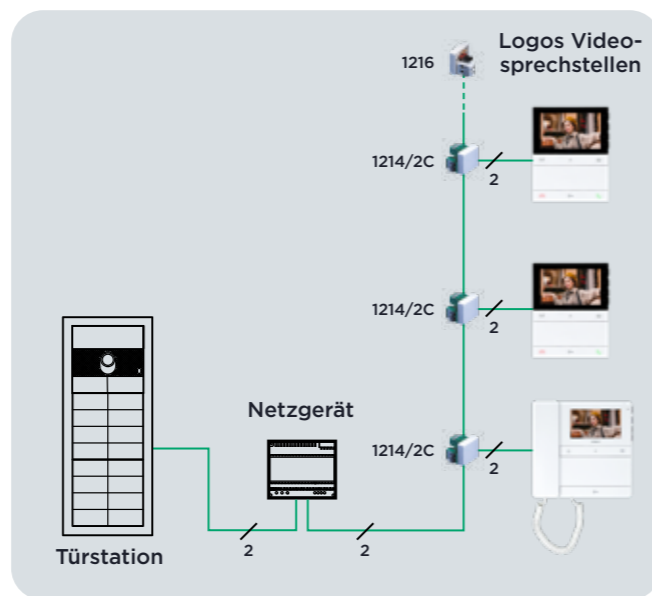 Logos Video-
sprechstellen
1216
1214/2C
2
1214/2C
2
Netzgerät
1214/2C
2
2
2
Türstation